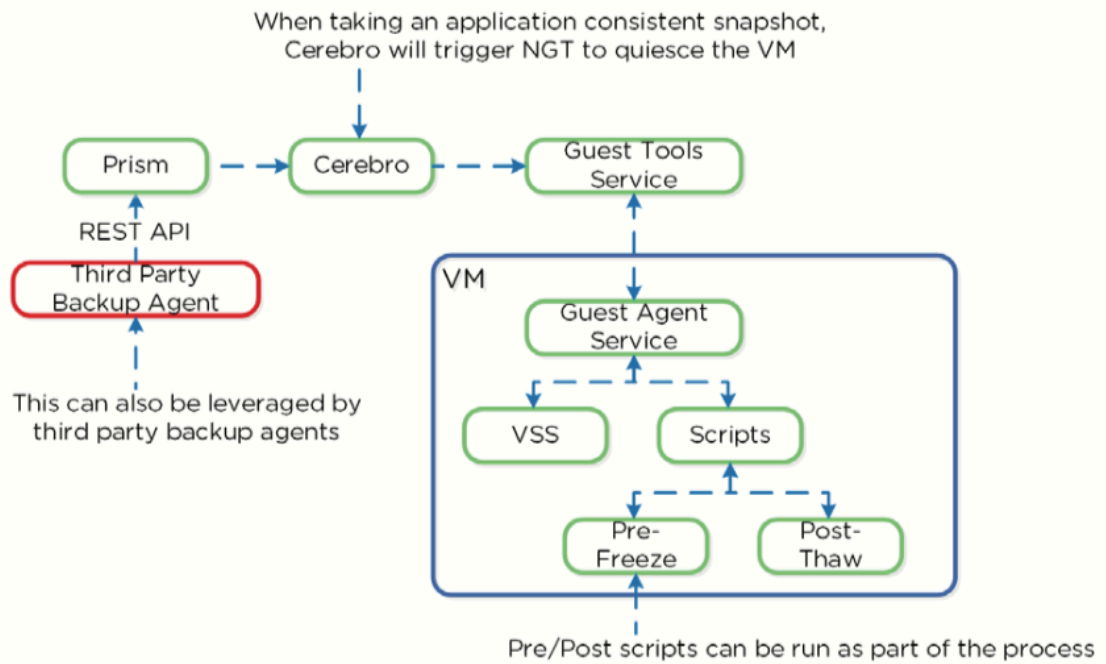 When taking an application consistent snapshot,
Cerebro will trigger NGT to quiesce the VM
Prism
Cerebro
Guest Tools
Service
REST API
Third Party
Backup Agent
VM
Guest Agent
Service
This can also be leveraged by
third party backup agents
VSS
Scripts
Pre-
Freeze
Post-
Thaw
Pre/Post scripts can be run as part of the process